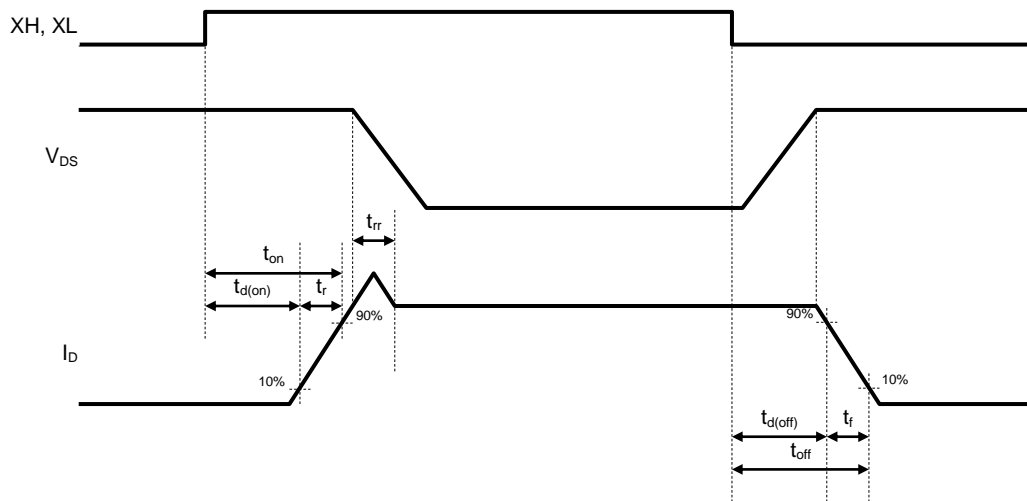 XH, XL
VDS
trr
ton
td(on)
tr
90%
90%
ID
10%
10%
td(off)
tf
toff